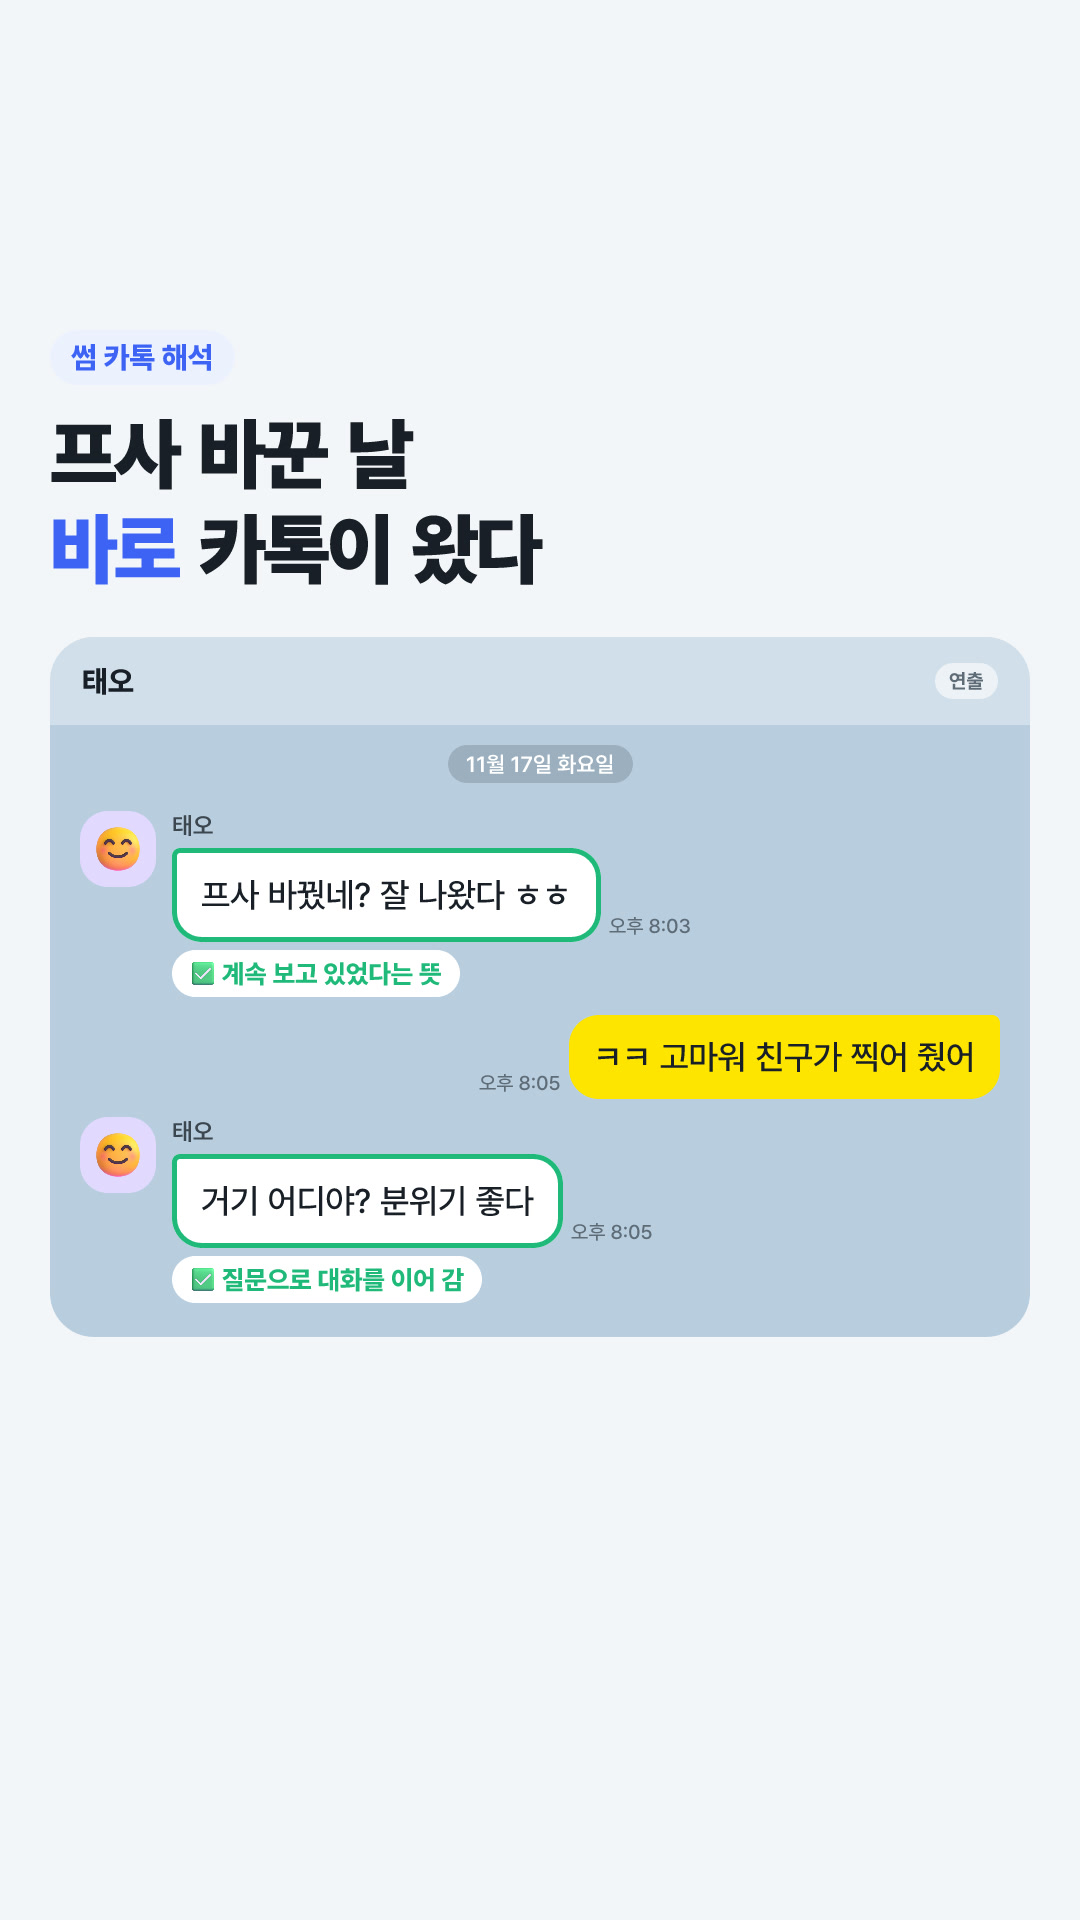 썸 카톡 해석
프사 바꾼 날
바로 카톡이 왔다
태오
연출
11월 17일 화요일
태오
프사 바꿨네? 잘 나왔다 ㅎㅎ
오후 8:03
✅ 계속 보고 있었다는 뜻
ㅋㅋ 고마워 친구가 찍어 줬어
오후 8:05
태오
거기 어디야? 분위기 좋다
오후 8:05
✅ 질문으로 대화를 이어 감